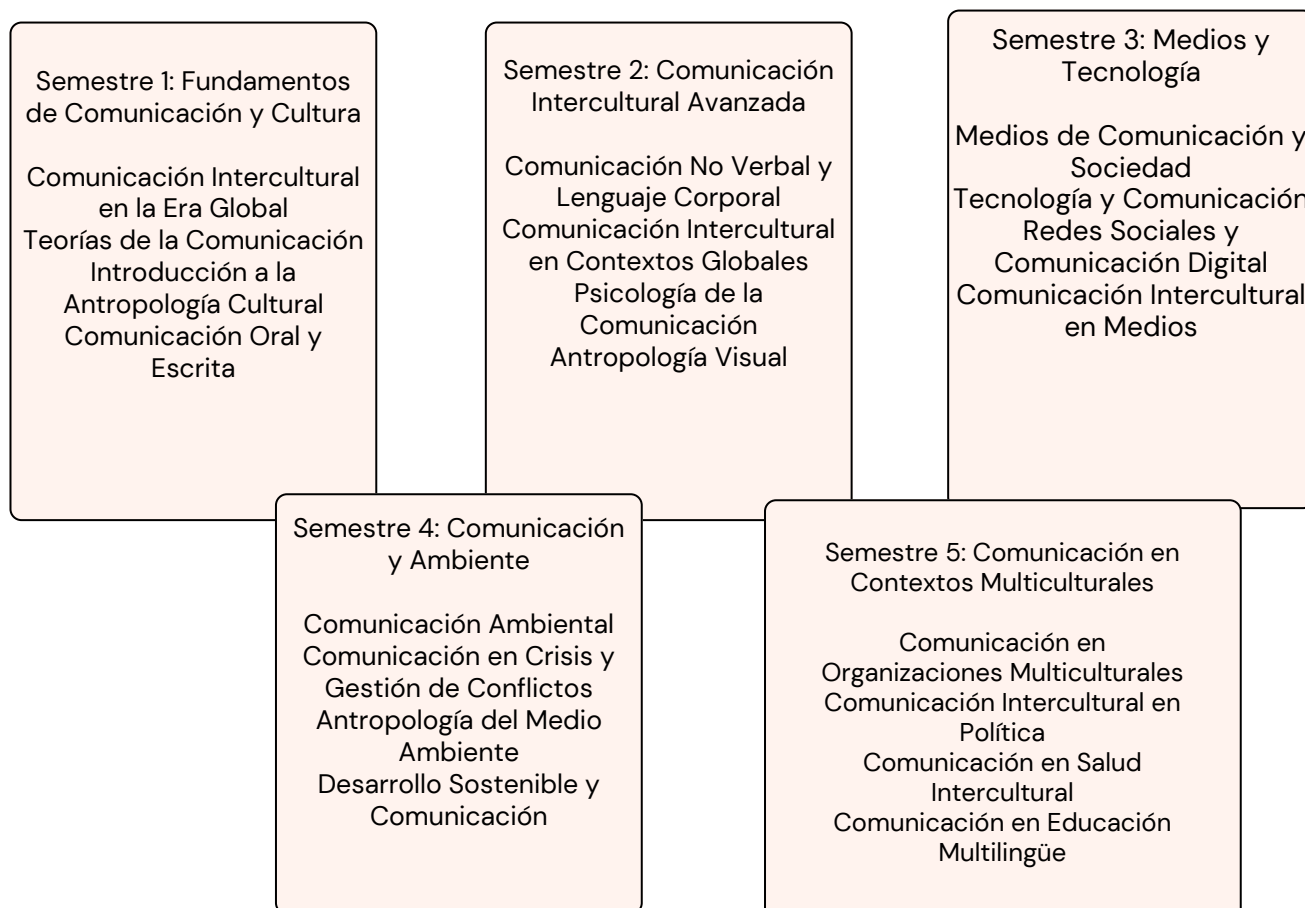 Semestre 1: Fundamentos
de Comunicación y Cultura
Comunicación Intercultural
en la Era Global
Teorías de la Comunicación
Introducción a la
Antropología Cultural
Comunicación Oral y
Escrita
Semestre 2: Comunicación
Intercultural Avanzada
Comunicación No Verbal y
Lenguaje Corporal
Comunicación Intercultural
en Contextos Globales
Psicología de la
Comunicación
Antropología Visual
Semestre 3: Medios y
Tecnología
Medios de Comunicación y
Sociedad
Tecnología y Comunicación
Redes Sociales y
Comunicación Digital
Comunicación Intercultural
en Medios
Semestre 4: Comunicación
y Ambiente
Comunicación Ambiental
Comunicación en Crisis y
Gestión de Conflictos
Antropología del Medio
Ambiente
Desarrollo Sostenible y
Comunicación
Semestre 5: Comunicación en
Contextos Multiculturales
Comunicación en
Organizaciones Multiculturales
Comunicación Intercultural en
Política
Comunicación en Salud
Intercultural
Comunicación en Educación
Multilingüe